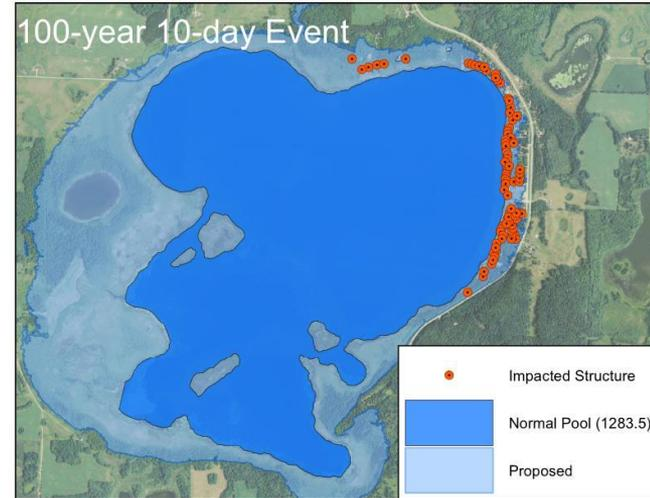 100-year 10-day Event
Impacted Structure
Normal Pool (1283.5)
Proposed